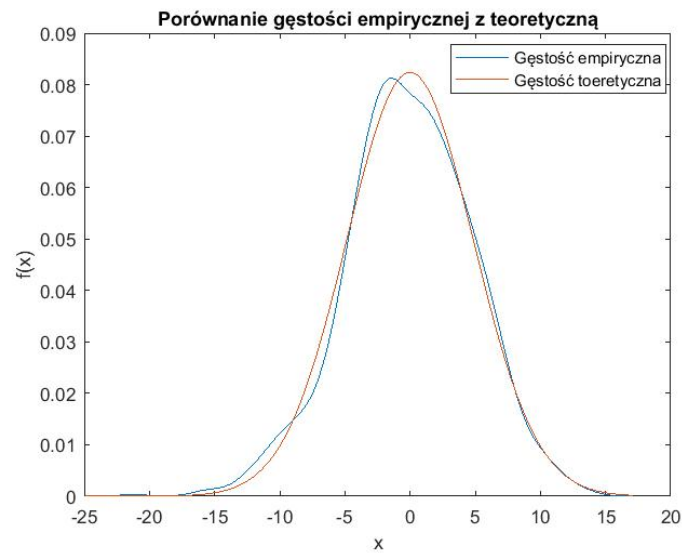 Porównanie gęstości empirycznej z teoretyczną
0.09
0.08
0.07
0.06
0.05
0.04
0.03
0.02
0.01
0
f(x)
Gęstość empiryczna
Gęstość toeretyczna
-25 -20 -15 -10 -5 0 5 10 15 20
x